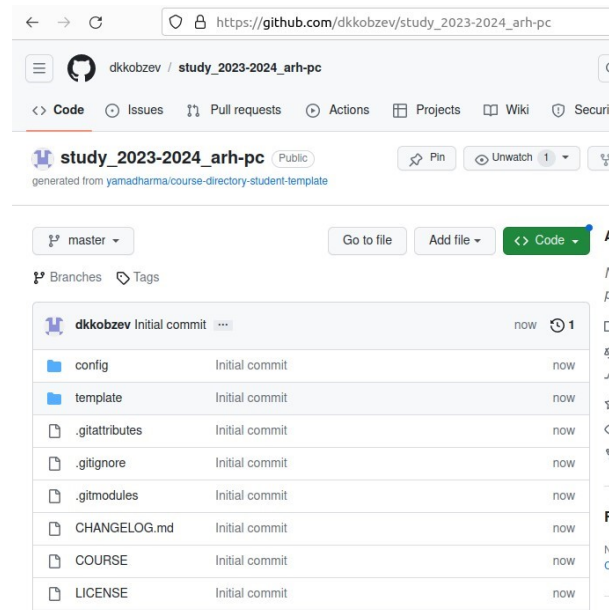 https://github.com/dkkobzev/study_2023-2024_arh-pc
dkkobzev / study_2023-2024_arh-pc
Code Issues Pull requests Actions Projects Wiki Securi
study_2023-2024_arh-pc Public Pin Unwatch 1
generated from yamadharma/course-directory-student-template
master Go to file Add file Code
Branches Tags
dkkobzev Initial commit ... now 1
config Initial commit now
template Initial commit now
.gitattributes Initial commit now
.gitignore Initial commit now
.gitmodules Initial commit now
CHANGELOG.md Initial commit now
COURSE Initial commit now
LICENSE Initial commit now